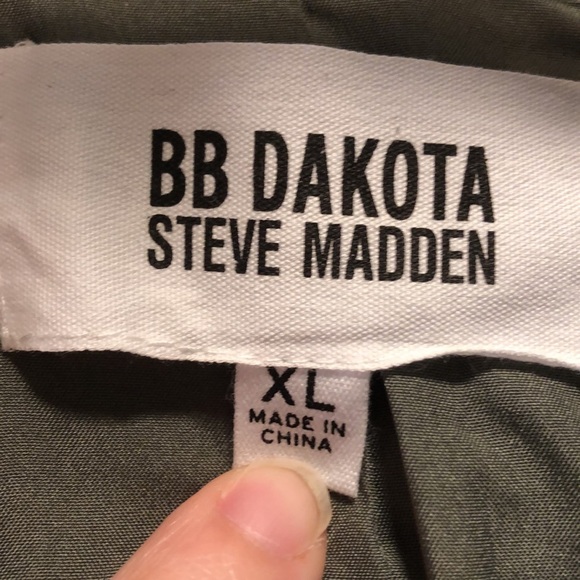 BB DAKOTA
STEVE MADDEN
XL
MADE IN
CHINA